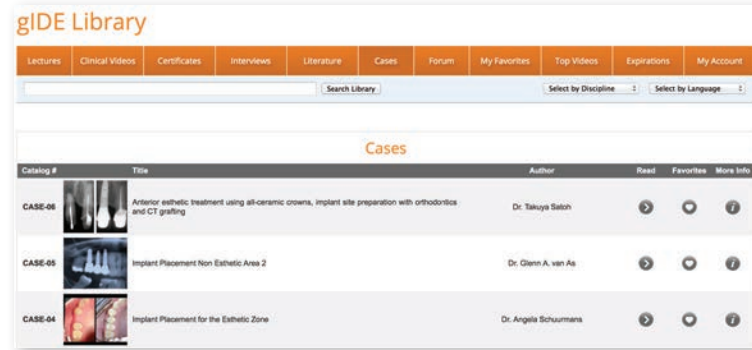 gIDE Library
Lectures Clinical Videos Certificates Interviews Literature Cases Forum My Favorites Top Videos Expirations My Account
Search Library Select by Discipline Select by Language
Cases
Catalog # Title Author Read Favorites More Info
CASE-06 Anterior esthetic treatment using all-ceramic crowns, implant site preparation with orthodontics Dr. Takuya Satoh
and CT grafting
CASE-05 Implant Placement Non Esthetic Area 2 Dr. Glenn A. van As
CASE-04 Implant Placement for the Esthetic Zone Dr. Angela Schuurmans